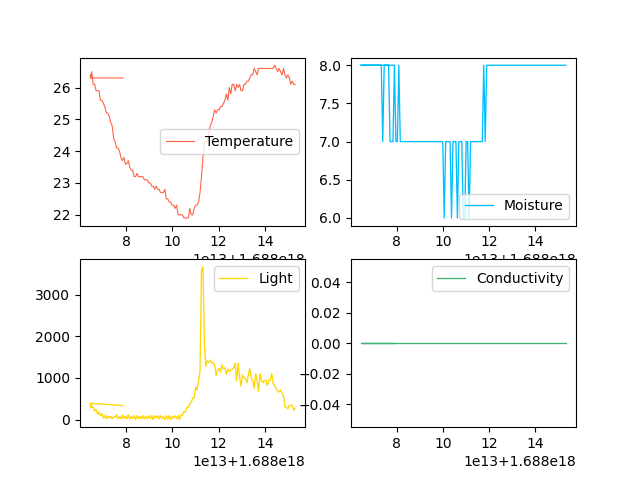 26
25
24
23
22
Temperature
8 10 12 14
1e13+1.688e18
8.0
7.5
7.0
6.5
6.0
Moisture
8 10 12 14
1e13+1.688e18
3000
2000
1000
0
Light
8 10 12 14
1e13+1.688e18
0.04
0.02
0.00
−0.02
−0.04
Conductivity
8 10 12 14
1e13+1.688e18